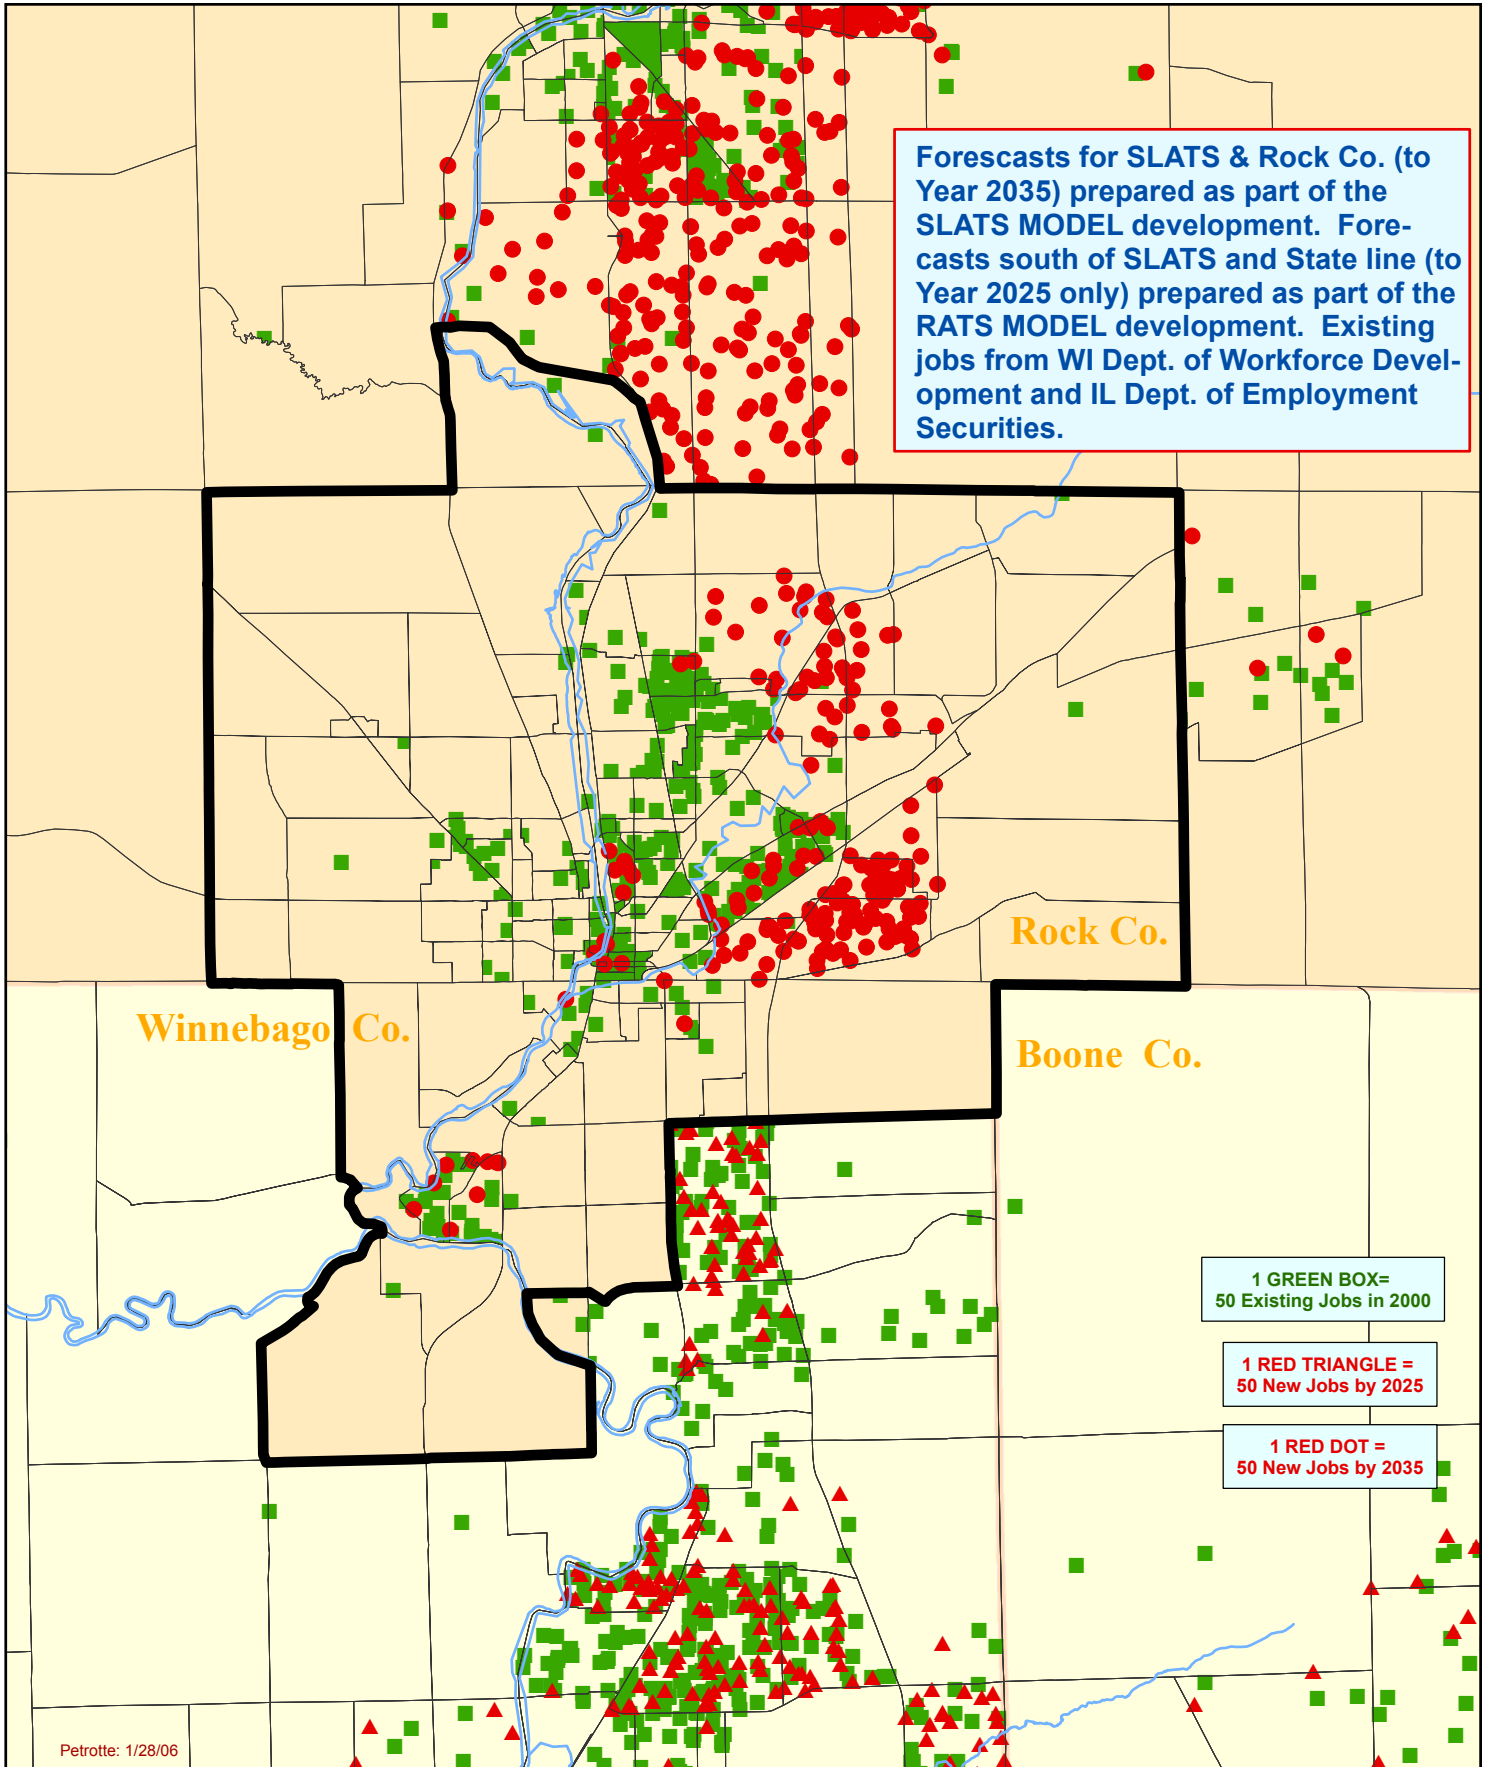 Forescasts for SLATS & Rock Co. (to
Year 2035) prepared as part of the
SLATS MODEL development.  Fore-
casts south of SLATS and State line (to
Year 2025 only) prepared as part of the
RATS MODEL development.  Existing
jobs from WI Dept. of Workforce Devel-
opment and IL Dept. of Employment
Securities.
Rock Co.
Winnebago Co.
Boone Co.
1 GREEN BOX=
50 Existing Jobs in 2000
1 RED TRIANGLE =
50 New Jobs by 2025
1 RED DOT =
50 New Jobs by 2035
Petrotte: 1/28/06